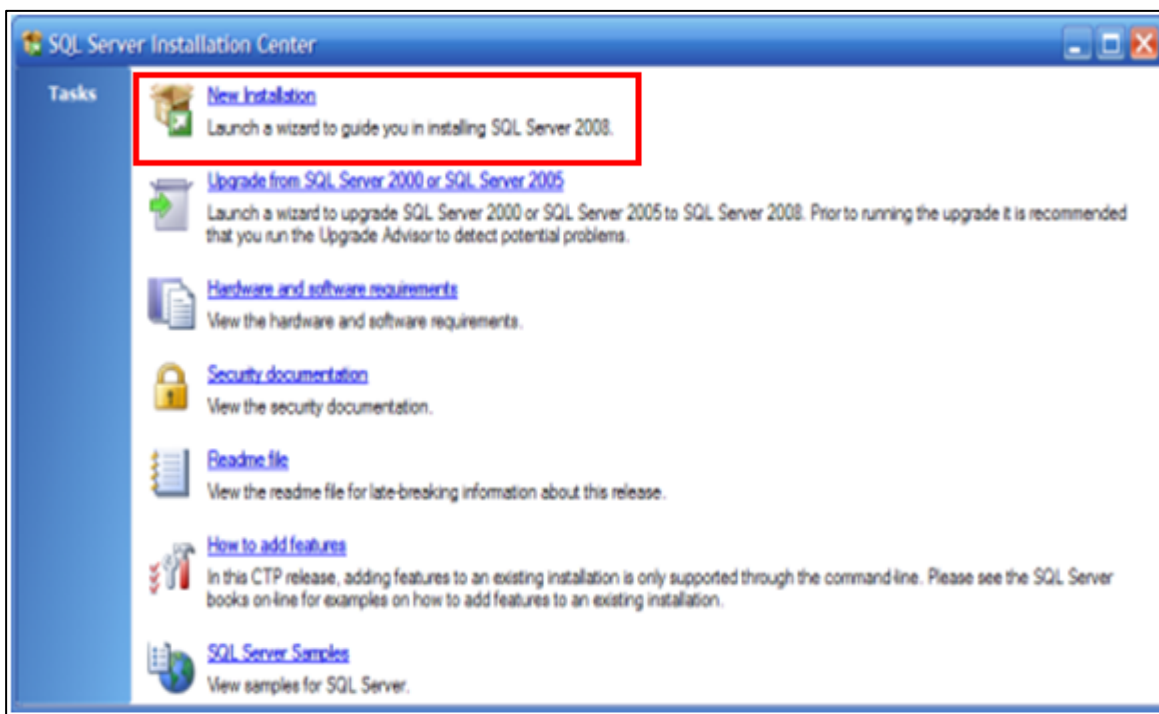 SQL Server Installation Center
Tasks
New Installation
Launch a wizard to guide you in installing SQL Server 2008.
Upgrade from SQL Server 2000 or SQL Server 2005
Launch a wizard to upgrade SQL Server 2000 or SQL Server 2005 to SQL Server 2008. Prior to running the upgrade it is recommended
that you run the Upgrade Advisor to detect potential problems.
Hardware and software requirements
View the hardware and software requirements.
Security documentation
View the security documentation.
Readme file
View the readme file for late-breaking information about this release.
How to add features
In this CTP release, adding features to an existing installation is only supported through the command-line. Please see the SQL Server
books on-line for examples on how to add features to an existing installation.
SQL Server Samples
View samples for SQL Server.